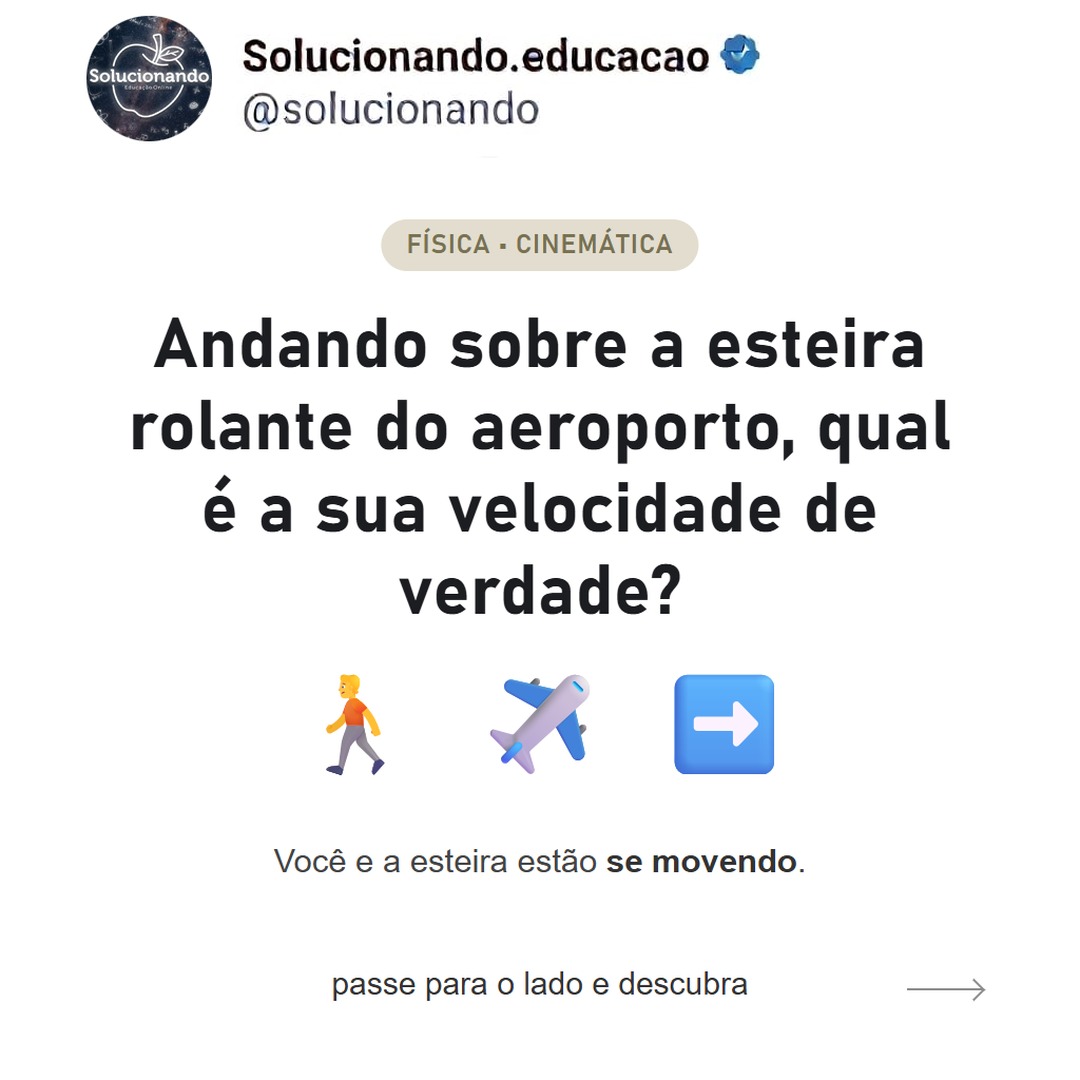 Solucionando
Educação Online
Solucionando.educacao
@solucionando
FÍSICA • CINEMÁTICA
Andando sobre a esteira
rolante do aeroporto, qual
é a sua velocidade de
verdade?
Você e a esteira estão se movendo.
passe para o lado e descubra